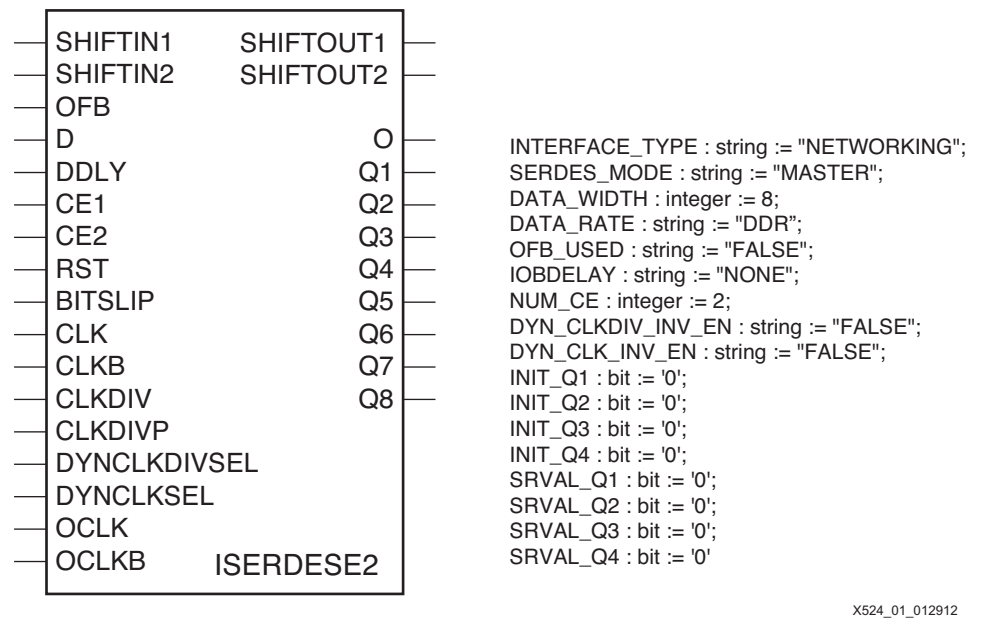 SHIFTIN1 SHIFTOUT1
SHIFTIN2 SHIFTOUT2
OFB
D O
DDLY Q1
CE1 Q2
CE2 Q3
RST Q4
BITSLIP Q5
CLK Q6
CLKB Q7
CLKDIV Q8
CLKDIVP
DYNCLKDIVSEL
DYNCLKSEL
OCLK
OCLKB ISERDESE2
INTERFACE_TYPE : string := "NETWORKING";
SERDES_MODE : string := "MASTER";
DATA_WIDTH : integer := 8;
DATA_RATE : string := "DDR”;
OFB_USED : string := "FALSE";
IOBDELAY : string := "NONE";
NUM_CE : integer := 2;
DYN_CLKDIV_INV_EN : string := "FALSE";
DYN_CLK_INV_EN : string := "FALSE";
INIT_Q1 : bit := '0';
INIT_Q2 : bit := '0';
INIT_Q3 : bit := '0';
INIT_Q4 : bit := '0';
SRVAL_Q1 : bit := '0';
SRVAL_Q2 : bit := '0';
SRVAL_Q3 : bit := '0';
SRVAL_Q4 : bit := '0'
X524_01_012912